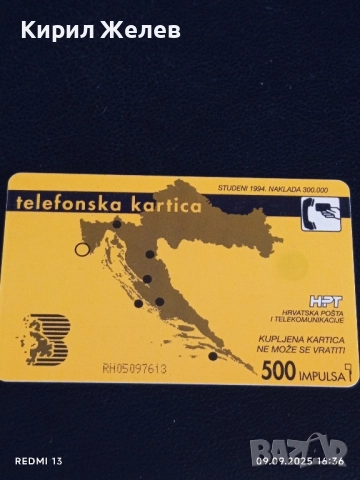 Кирил Желев
STUDENI 1994. NAKLADA 300.000
telefonska kartica
HPT
HRVATSKA POŠTA
I TELEKOMUNIKACIJE
KUPLJENA KARTICA
NE MOŽE SE VRATITI
RH05097613
500 IMPULSA
БАZАР
REDMI 13
09.09.2025 16:36